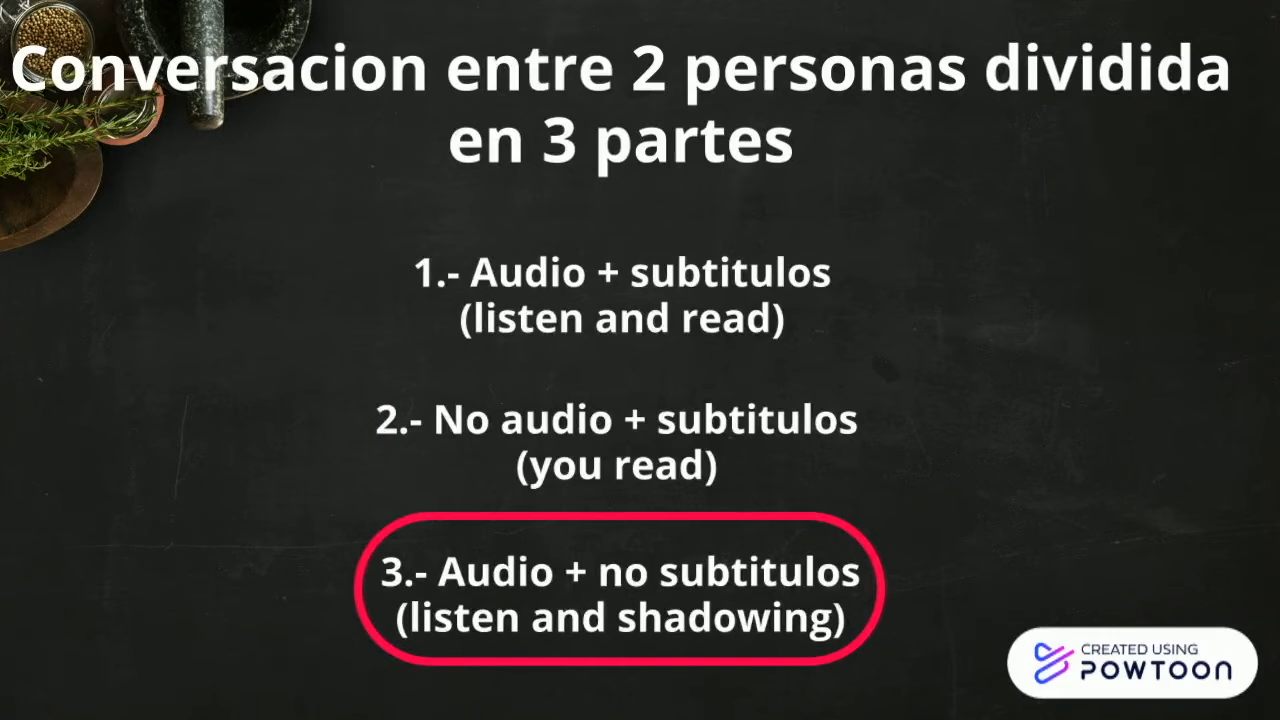 Conversacion entre 2 personas dividida
en 3 partes
1.- Audio + subtitulos
(listen and read)
2.- No audio + subtitulos
(you read)
3.- Audio + no subtitulos
(listen and shadowing)
CREATED USING
POWTOON